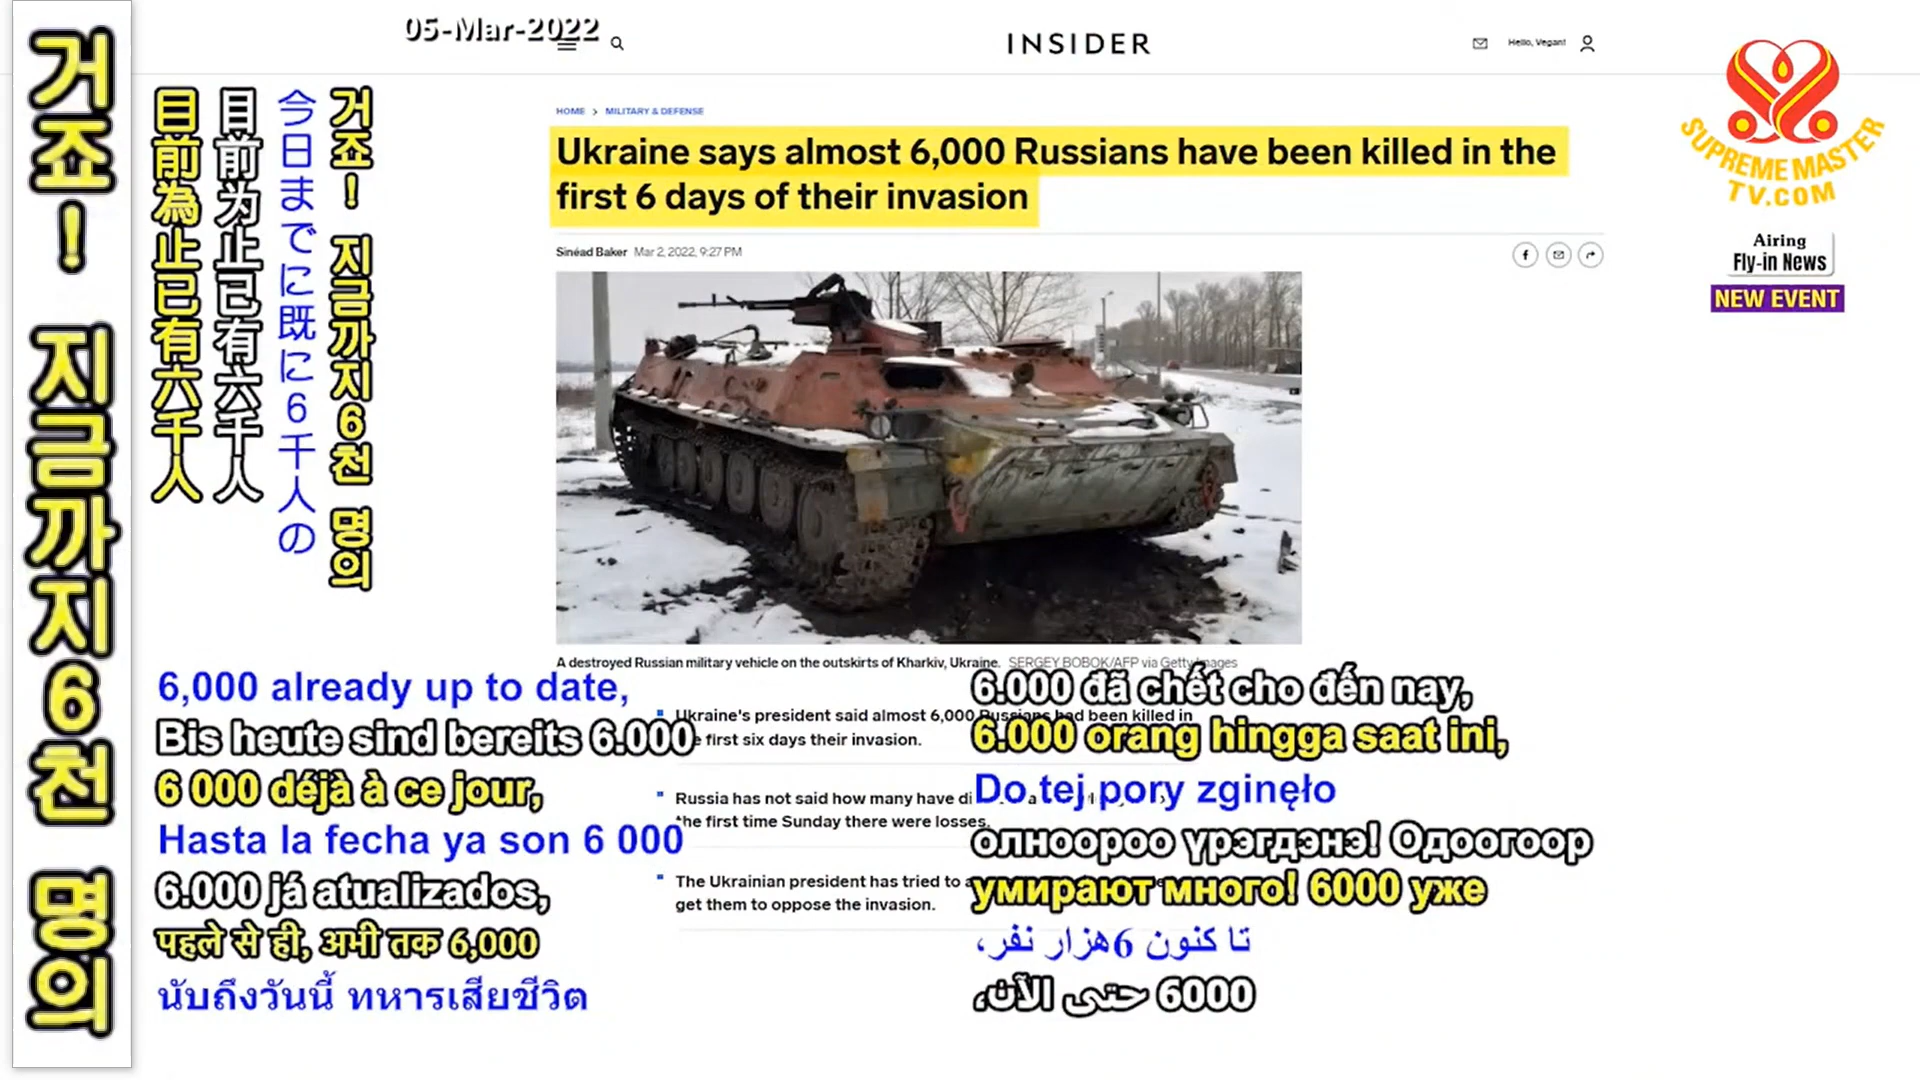 거죠! 지금까지6천 명의
05-Mar-2022
INSIDER
Hello, Vegan!
目前為止已有六千人
目前为止已有六千人
今日までに既に6千人の
거죠! 지금까지6천 명의
HOME > MILITARY & DEFENSE
Ukraine says almost 6,000 Russians have been killed in the
first 6 days of their invasion
Sinéad Baker Mar 2, 2022, 9:27 PM
SUPREME MASTER
TV.COM
Airing
Fly-in News
NEW EVENT
A destroyed Russian military vehicle on the outskirts of Kharkiv, Ukraine. SERGEY BOBOK/AFP via Getty Images
Ukraine's president said almost 6,000 Russians had been killed in
first six days their invasion.
Russia has not said how many have
the first time Sunday there were losses.
The Ukrainian president has tried to
get them to oppose the invasion.
6,000 already up to date,
Bis heute sind bereits 6.000
6 000 déjà à ce jour,
Hasta la fecha ya son 6 000
6.000 já atualizados,
पहले से ही, अभी तक 6,000
นับถึงวันนี้ ทหารเสียชีวิต
6.000 đã chết cho đến nay,
6.000 orang hingga saat ini,
Do tej pory zginęło
олноороо үрэгдэнэ! Одоогоор
умирают много! 6000 уже
تا کنون 6هزار نفر،
6000 حتى الآن،